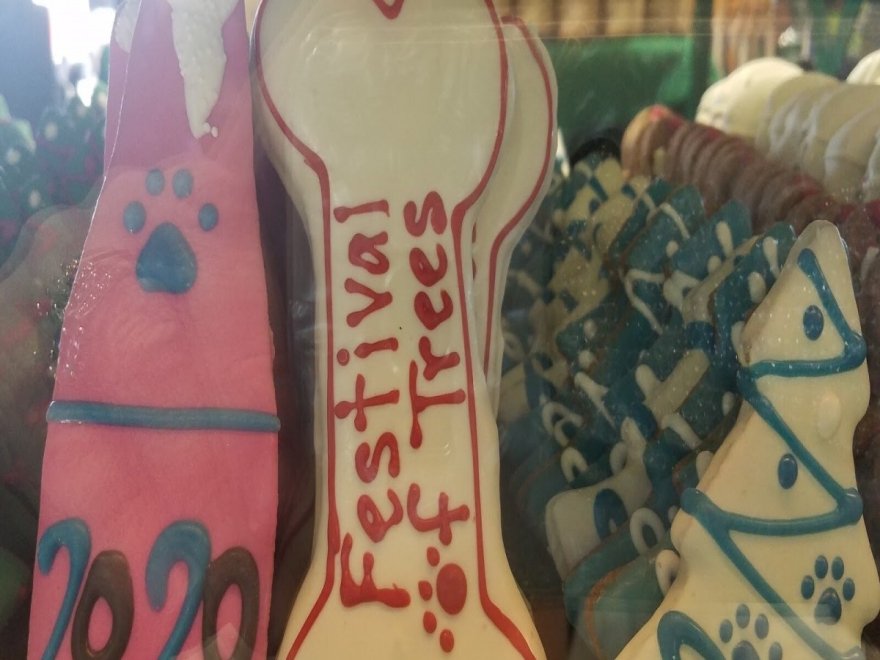 2020
Festival
of Trees